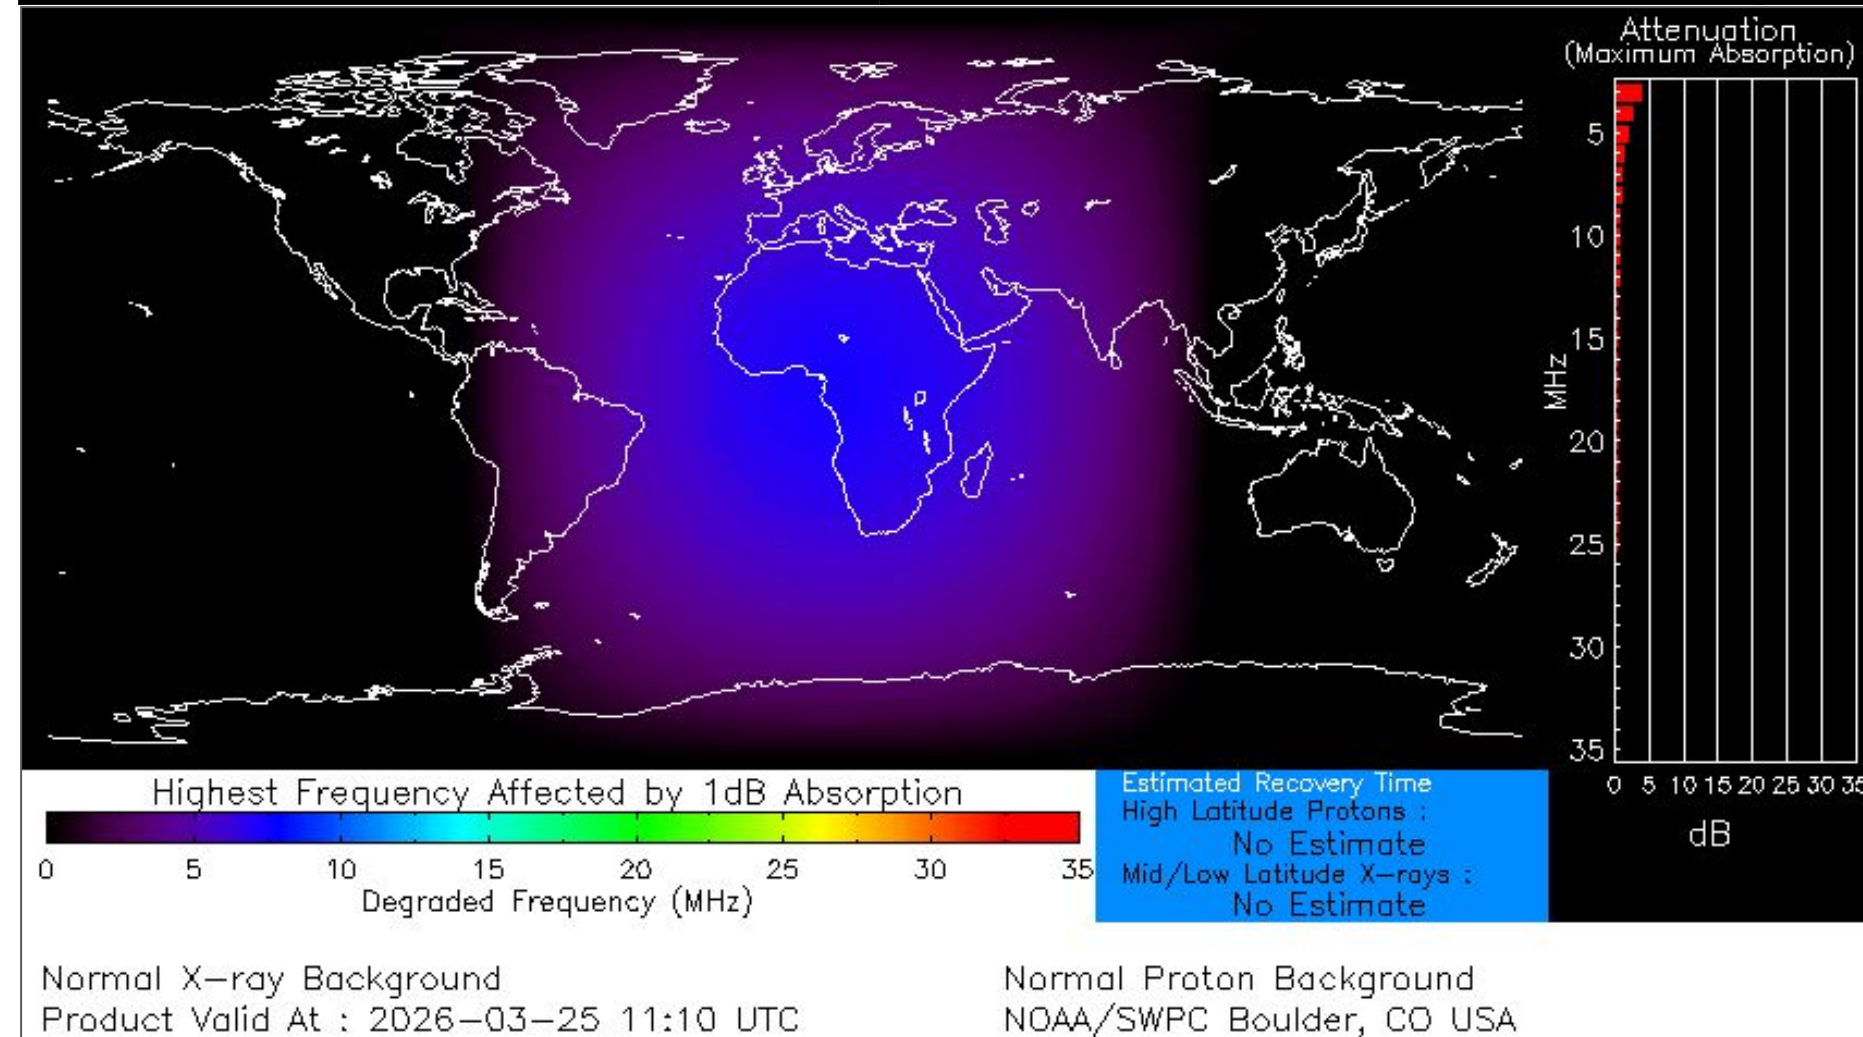 Attenuation
(Maximum Absorption)
5
10
15
20
25
30
35
MHz
0 5 10 15 20 25 30 35
dB
Highest Frequency Affected by 1dB Absorption
0 5 10 15 20 25 30 35
Degraded Frequency (MHz)
Estimated Recovery Time
High Latitude Protons :
No Estimate
Mid/Low Latitude X-rays :
No Estimate
Normal X-ray Background
Product Valid At : 2026-03-25 11:10 UTC
Normal Proton Background
NOAA/SWPC Boulder, CO USA